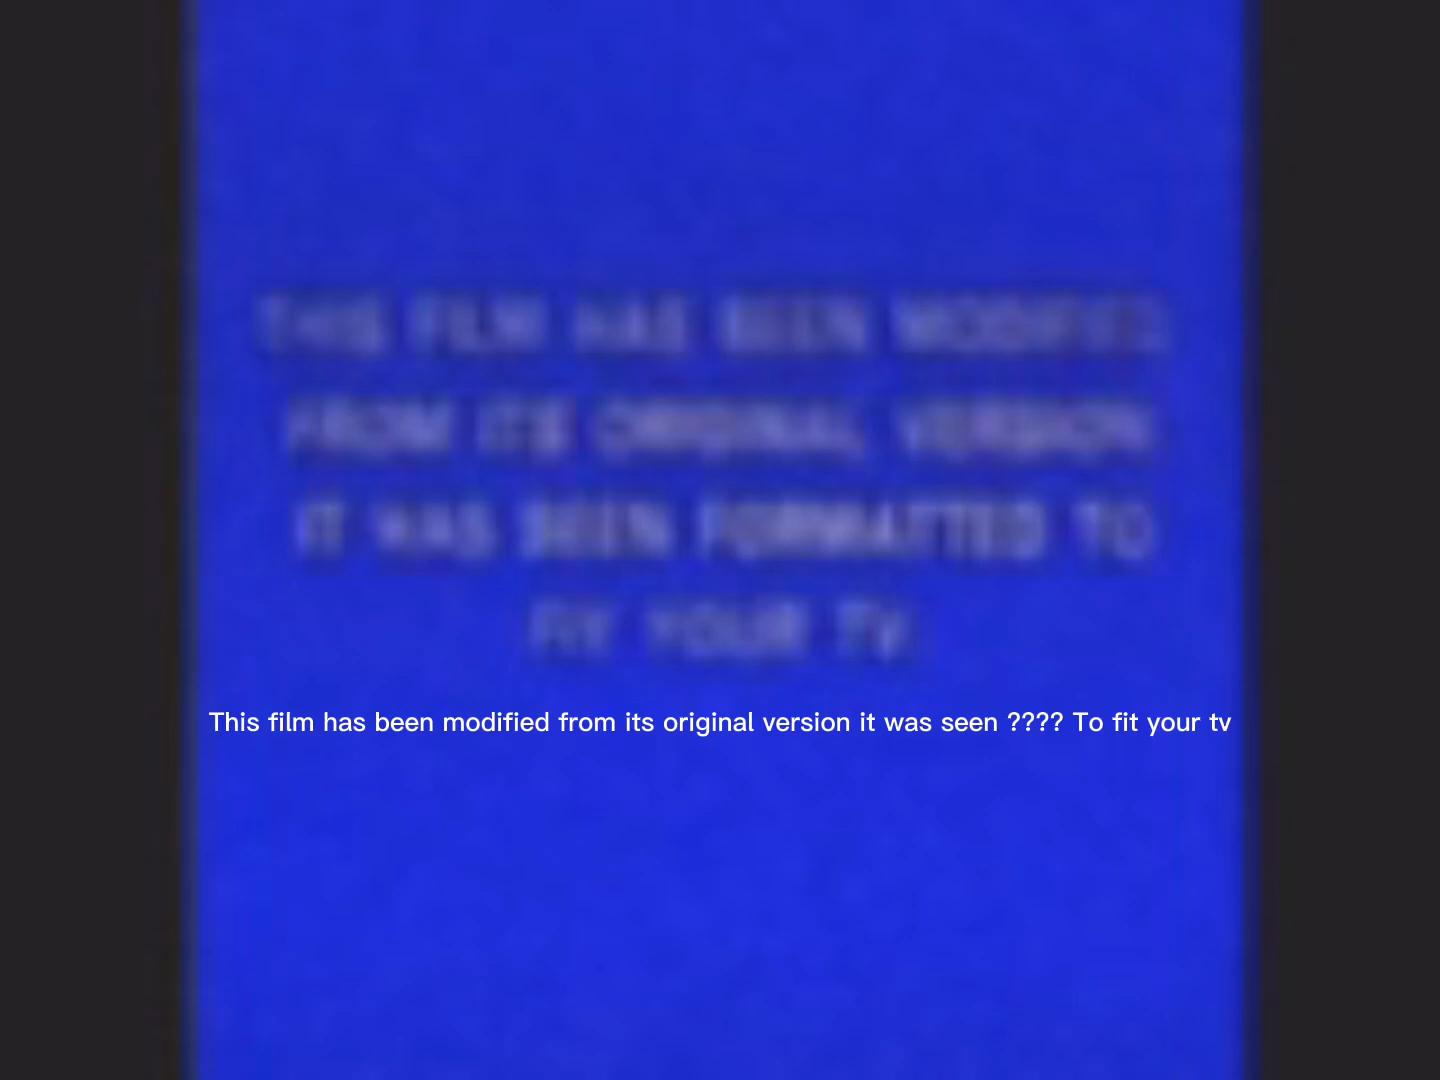 THIS FILM HAS BEEN MODIFIED
FROM ITS ORIGINAL VERSION
IT HAS BEEN FORMATTED TO
FIT YOUR TV
This film has been modified from its original version it was seen ???? To fit your tv